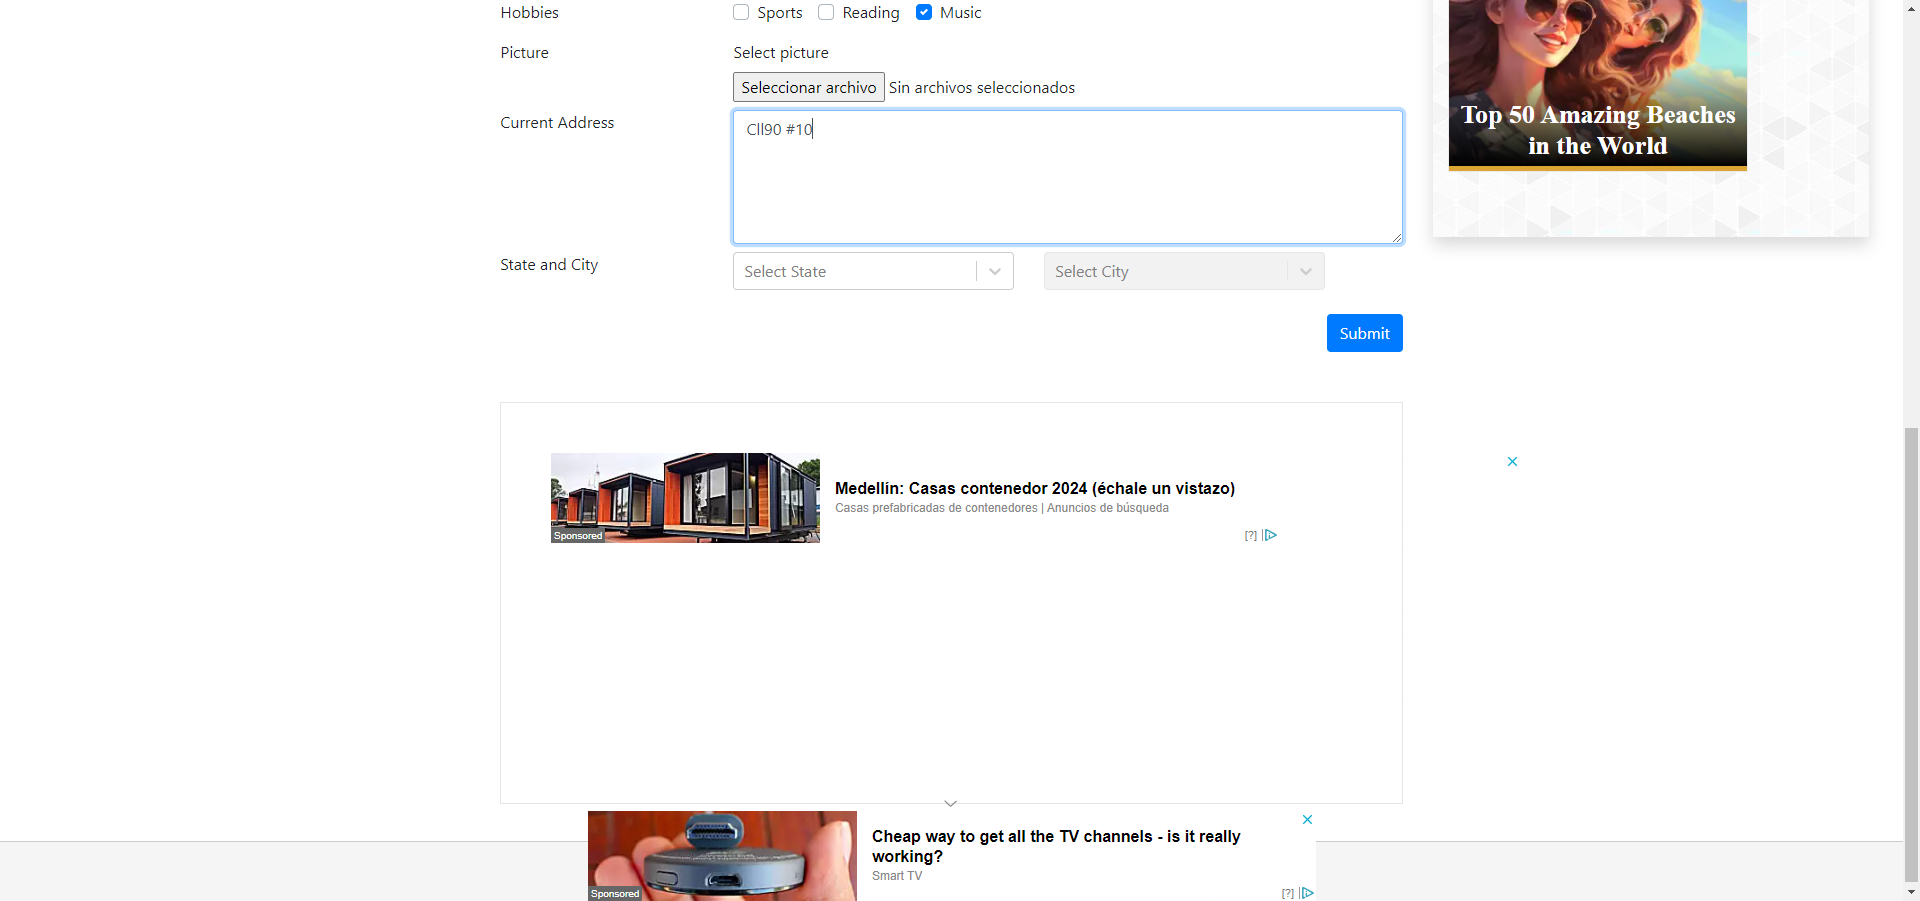 Hobbies
Sports Reading Music
Picture
Select picture
Seleccionar archivo Sin archivos seleccionados
Current Address
Cll90 #10
State and City
Select State
Select City
Submit
Top 50 Amazing Beaches
in the World
Medellín: Casas contenedor 2024 (échale un vistazo)
Casas prefabricadas de contenedores | Anuncios de búsqueda
Sponsored
[?]
Cheap way to get all the TV channels - is it really
working?
Smart TV
Sponsored
[?]